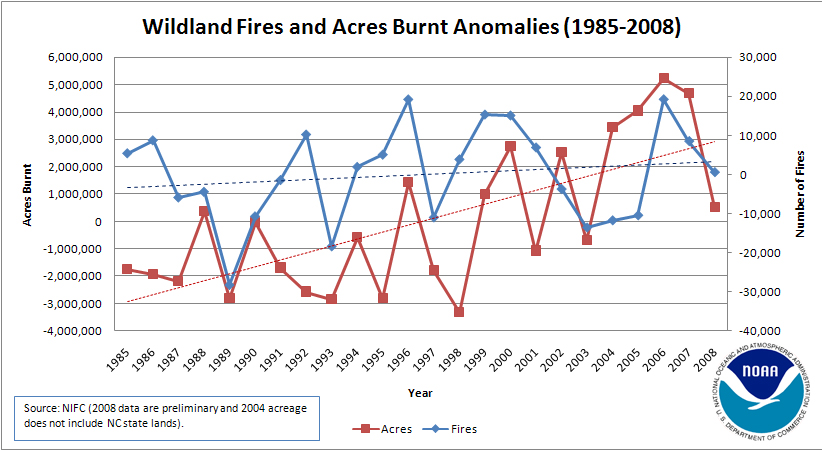 Wildland Fires and Acres Burnt Anomalies (1985-2008)
6,000,000
5,000,000
4,000,000
3,000,000
2,000,000
1,000,000
0
-1,000,000
-2,000,000
-3,000,000
-4,000,000
Acres Burnt
30,000
20,000
10,000
0
-10,000
-20,000
-30,000
-40,000
Number of Fires
1985 1986 1987 1988 1989 1990 1991 1992 1993 1994 1995 1996 1997 1998 1999 2000 2001 2002 2003 2004 2005 2006 2007 2008
Year
Source: NIFC (2008 data are preliminary and 2004 acreage
does not include NC state lands).
Acres Fires
NATIONAL OCEANIC AND ATMOSPHERIC ADMINISTRATION
NOAA
U.S. DEPARTMENT OF COMMERCE